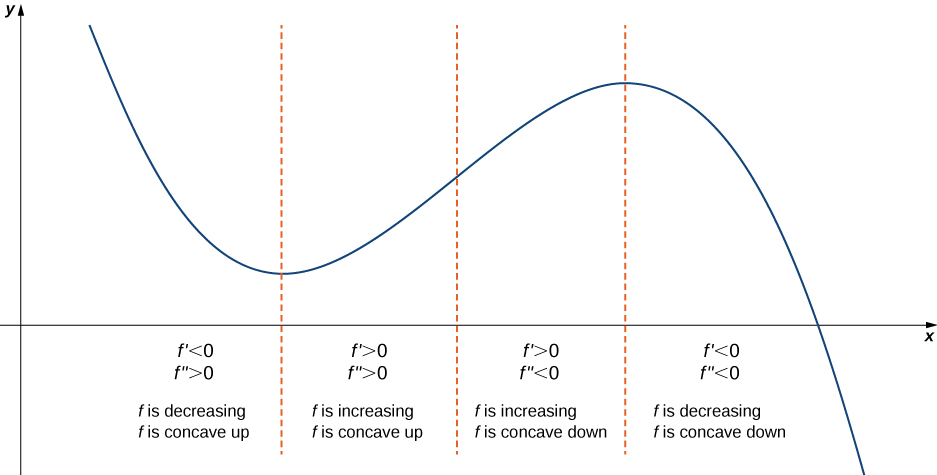 y
x
f'<0
f''>0
f is decreasing
f is concave up
f'>0
f''>0
f is increasing
f is concave up
f'>0
f''<0
f is increasing
f is concave down
f'<0
f''<0
f is decreasing
f is concave down